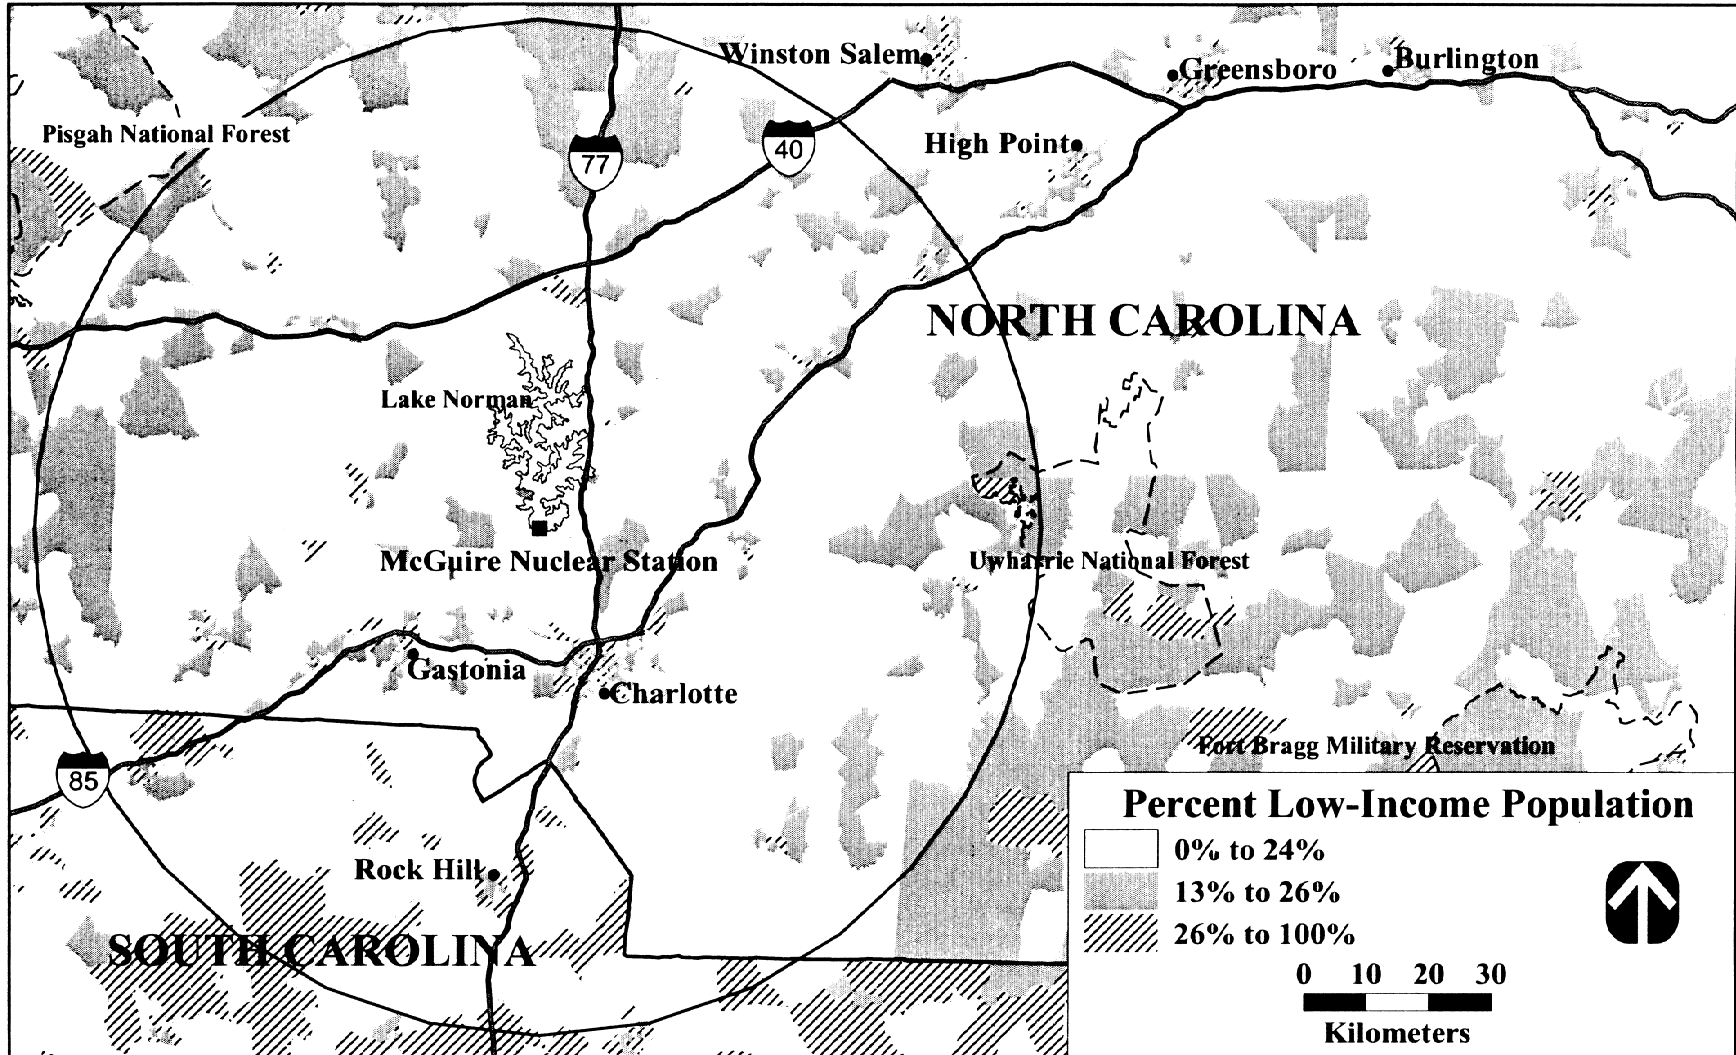 Winston Salem
Greensboro
Burlington
Pisgah National Forest
77
40
High Point
NORTH CAROLINA
Lake Norman
McGuire Nuclear Station
Uwharrie National Forest
Gastonia
Charlotte
Fort Bragg Military Reservation
85
Rock Hill
SOUTH CAROLINA
Percent Low-Income Population
0% to 24%
13% to 26%
26% to 100%
0 10 20 30
Kilometers